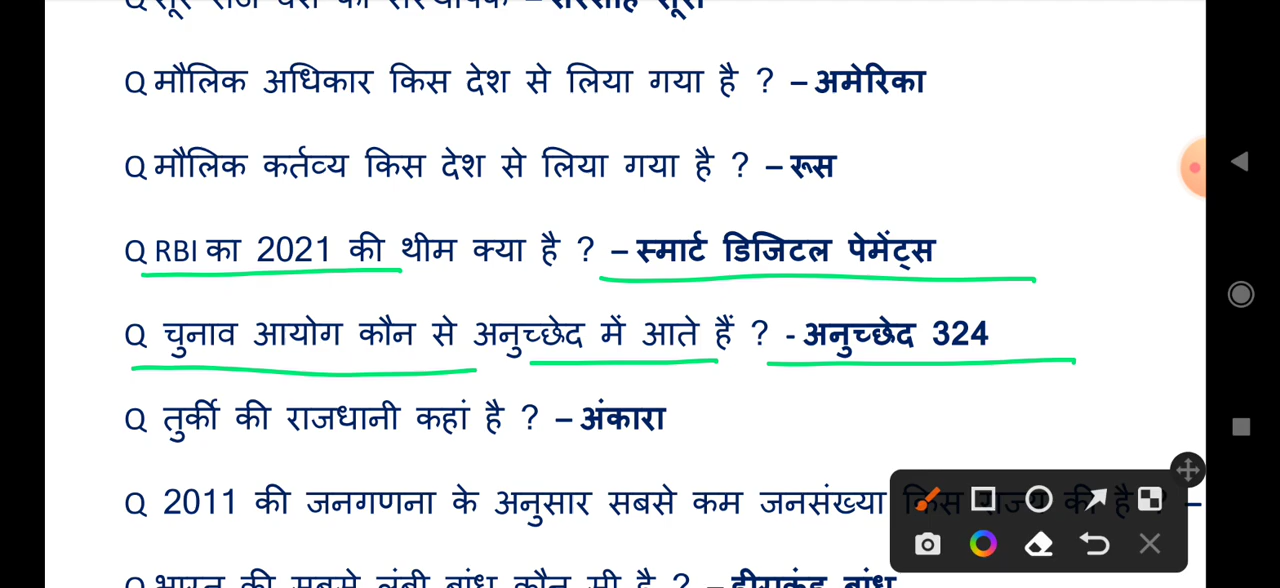 Q मौलिक अधिकार किस देश से लिया गया है ? – अमेरिका
Q मौलिक कर्तव्य किस देश से लिया गया है ? – रूस
Q RBI का 2021 की थीम क्या है ? – स्मार्ट डिजिटल पेमेंट्स
Q चुनाव आयोग कौन से अनुच्छेद में आते हैं ? - अनुच्छेद 324
Q तुर्की की राजधानी कहां है ? – अंकारा
Q 2011 की जनगणना के अनुसार सबसे कम जनसंख्या किस राज्य की है ? –